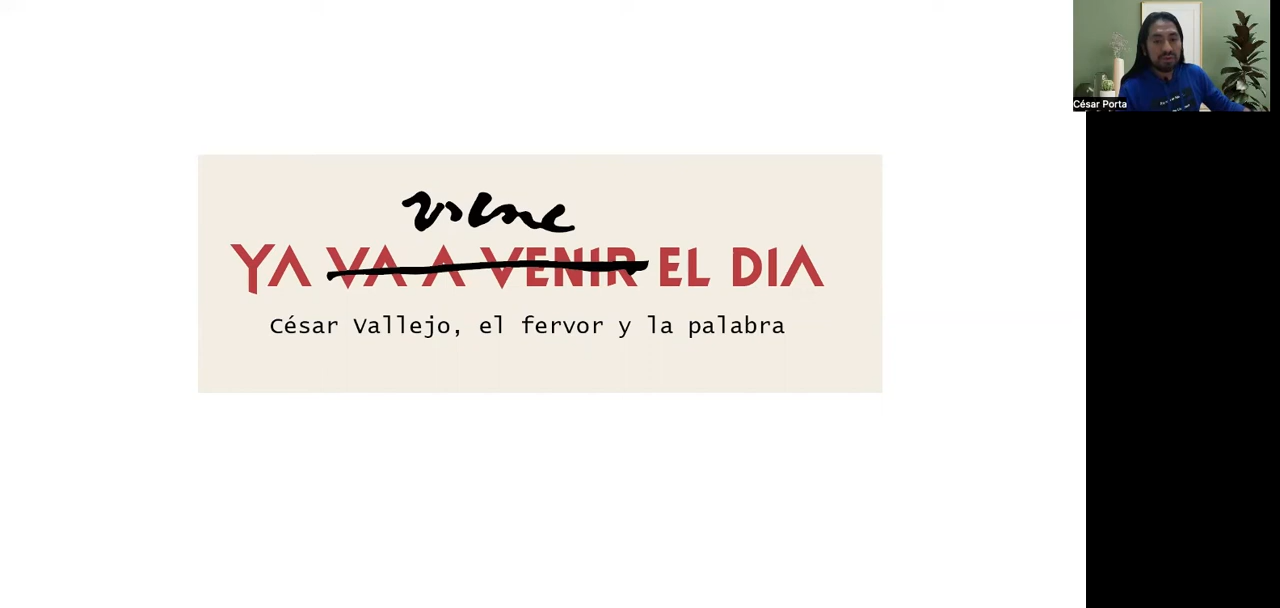 viene
YA VA A VENIR EL DIA
César Vallejo, el fervor y la palabra
César Porta